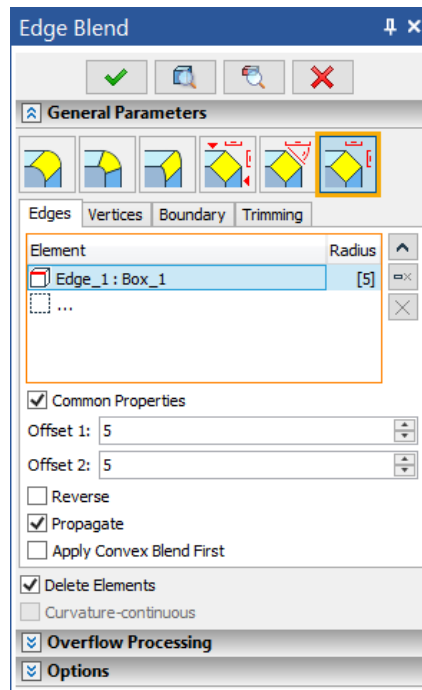 Edge Blend
General Parameters
Edges Vertices Boundary Trimming
Element Radius
Edge_1 : Box_1 [5]
...
Common Properties
Offset 1: 5
Offset 2: 5
Reverse
Propagate
Apply Convex Blend First
Delete Elements
Curvature-continuous
Overflow Processing
Options